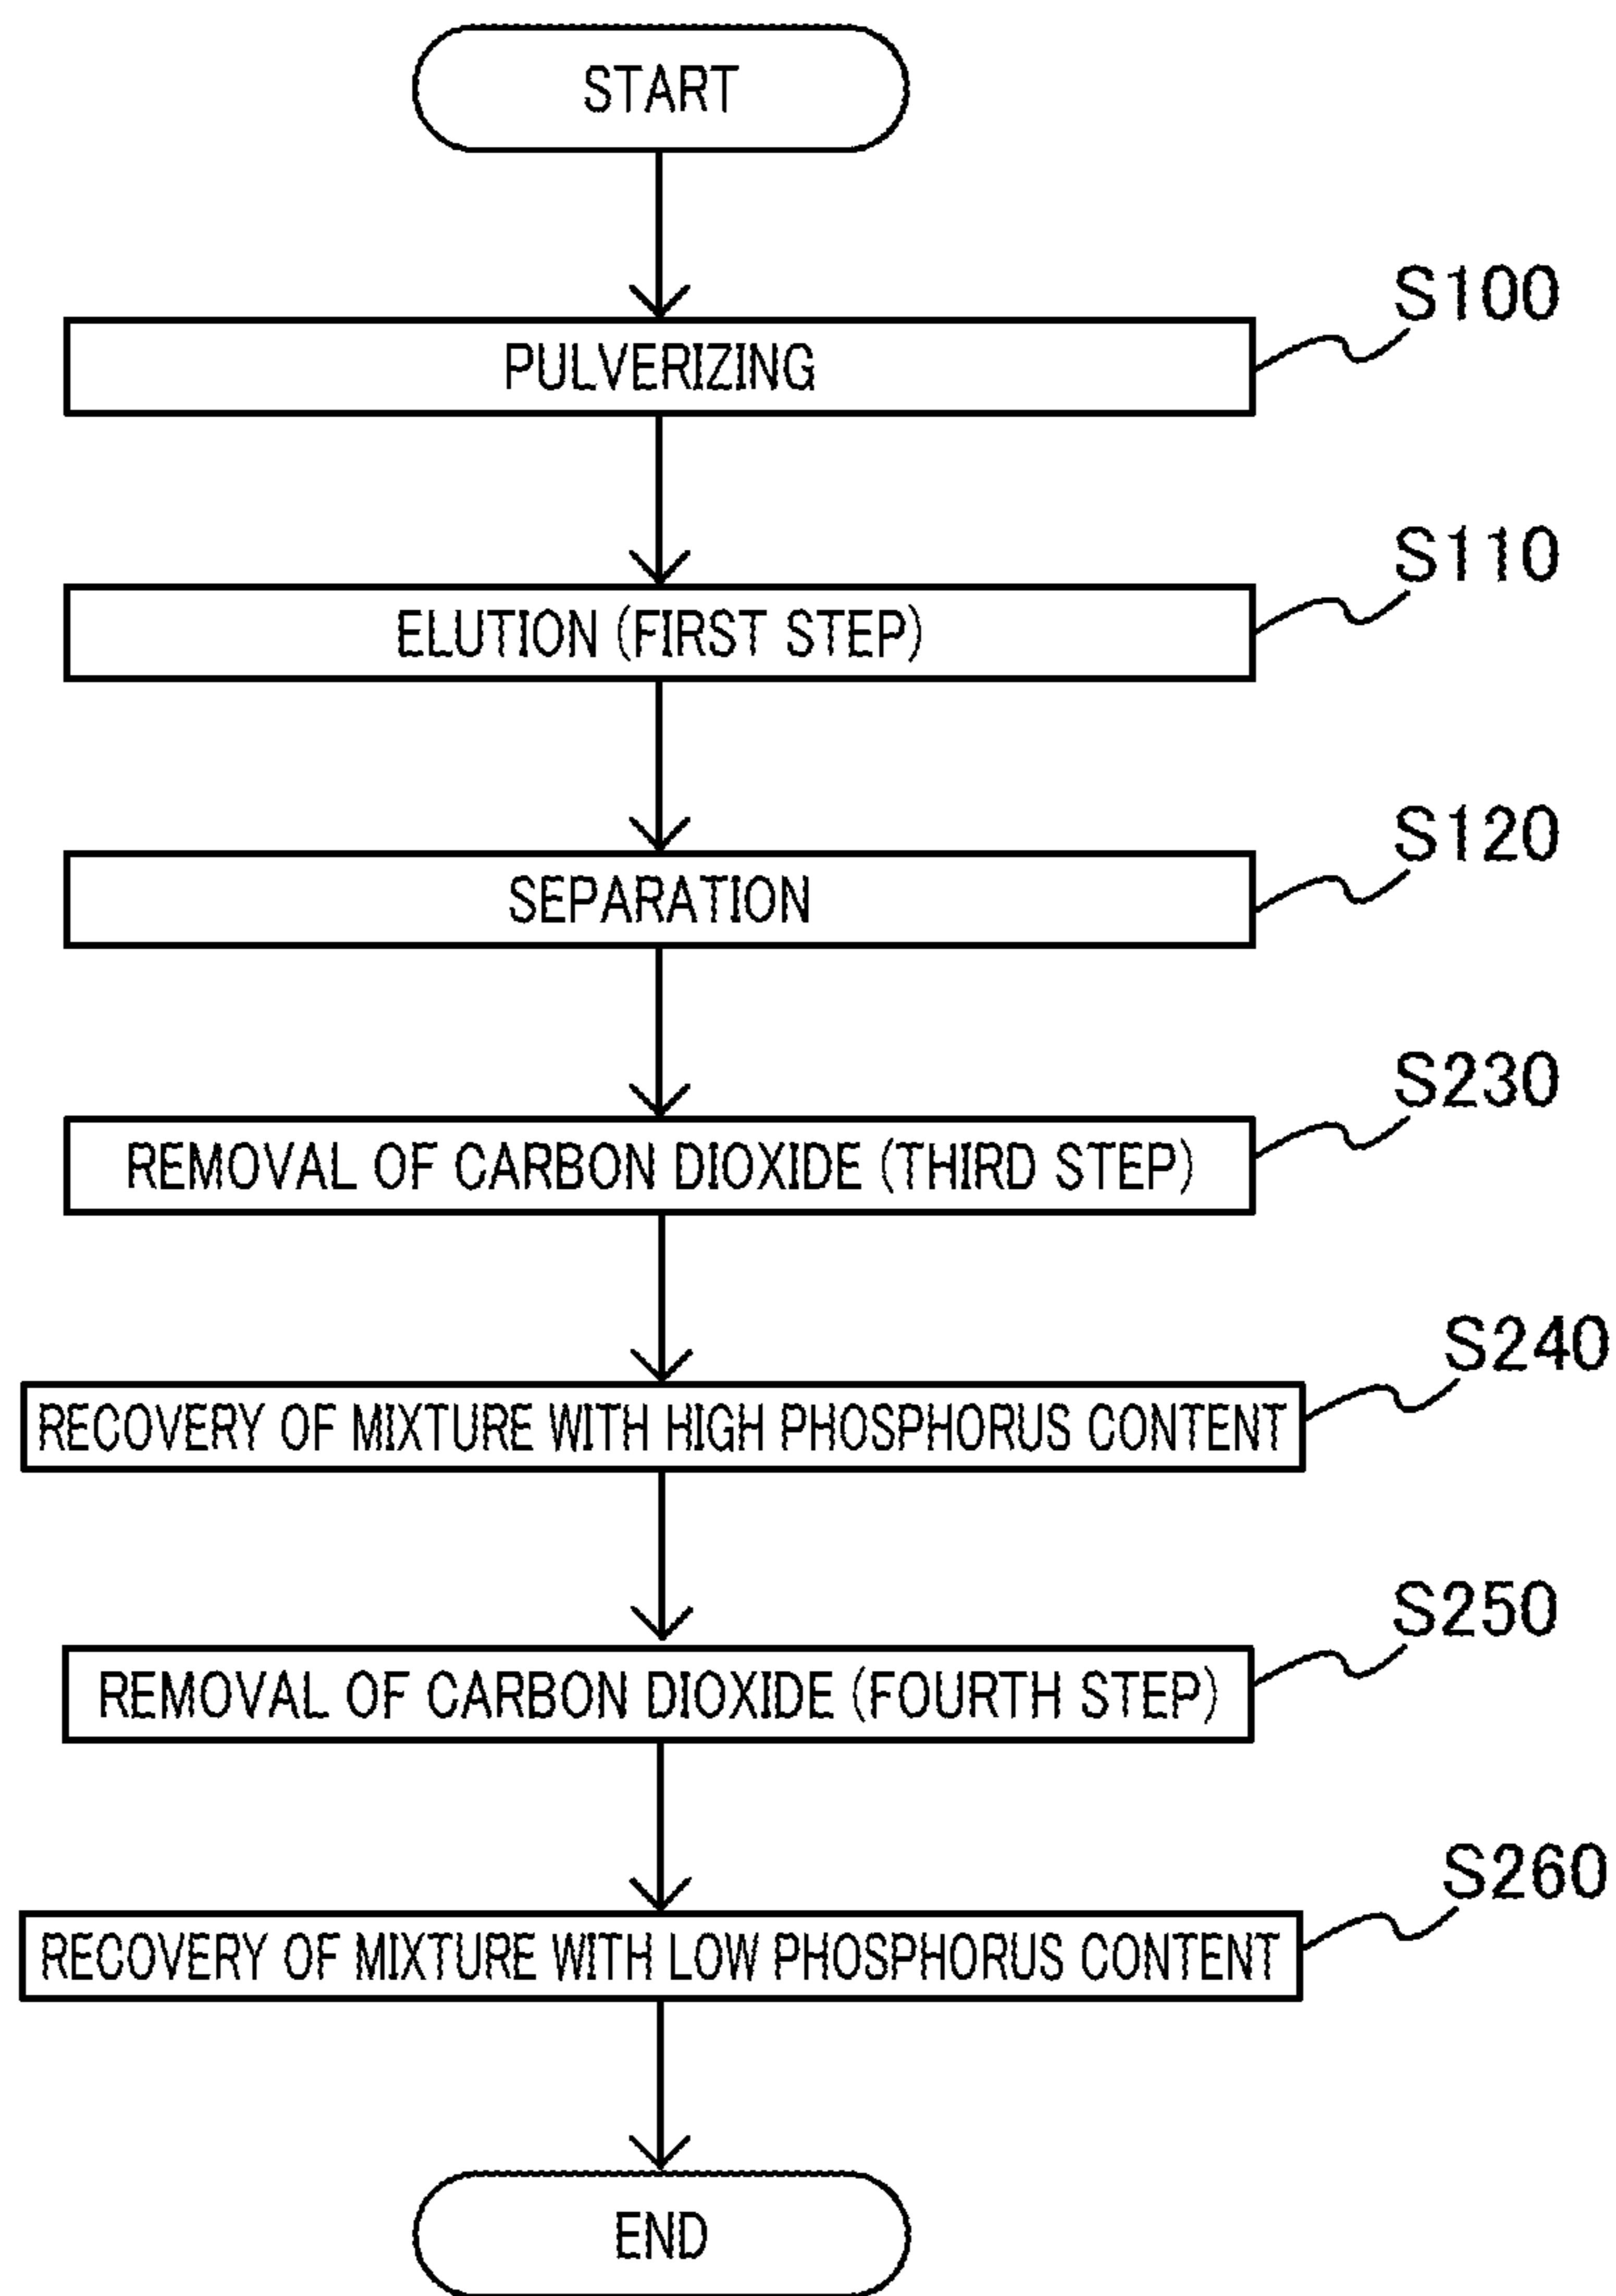 START
S100
PULVERIZING
S110
ELUTION (FIRST STEP)
S120
SEPARATION
S230
REMOVAL OF CARBON DIOXIDE (THIRD STEP)
S240
RECOVERY OF MIXTURE WITH HIGH PHOSPHORUS CONTENT
S250
REMOVAL OF CARBON DIOXIDE (FOURTH STEP)
S260
RECOVERY OF MIXTURE WITH LOW PHOSPHORUS CONTENT
END